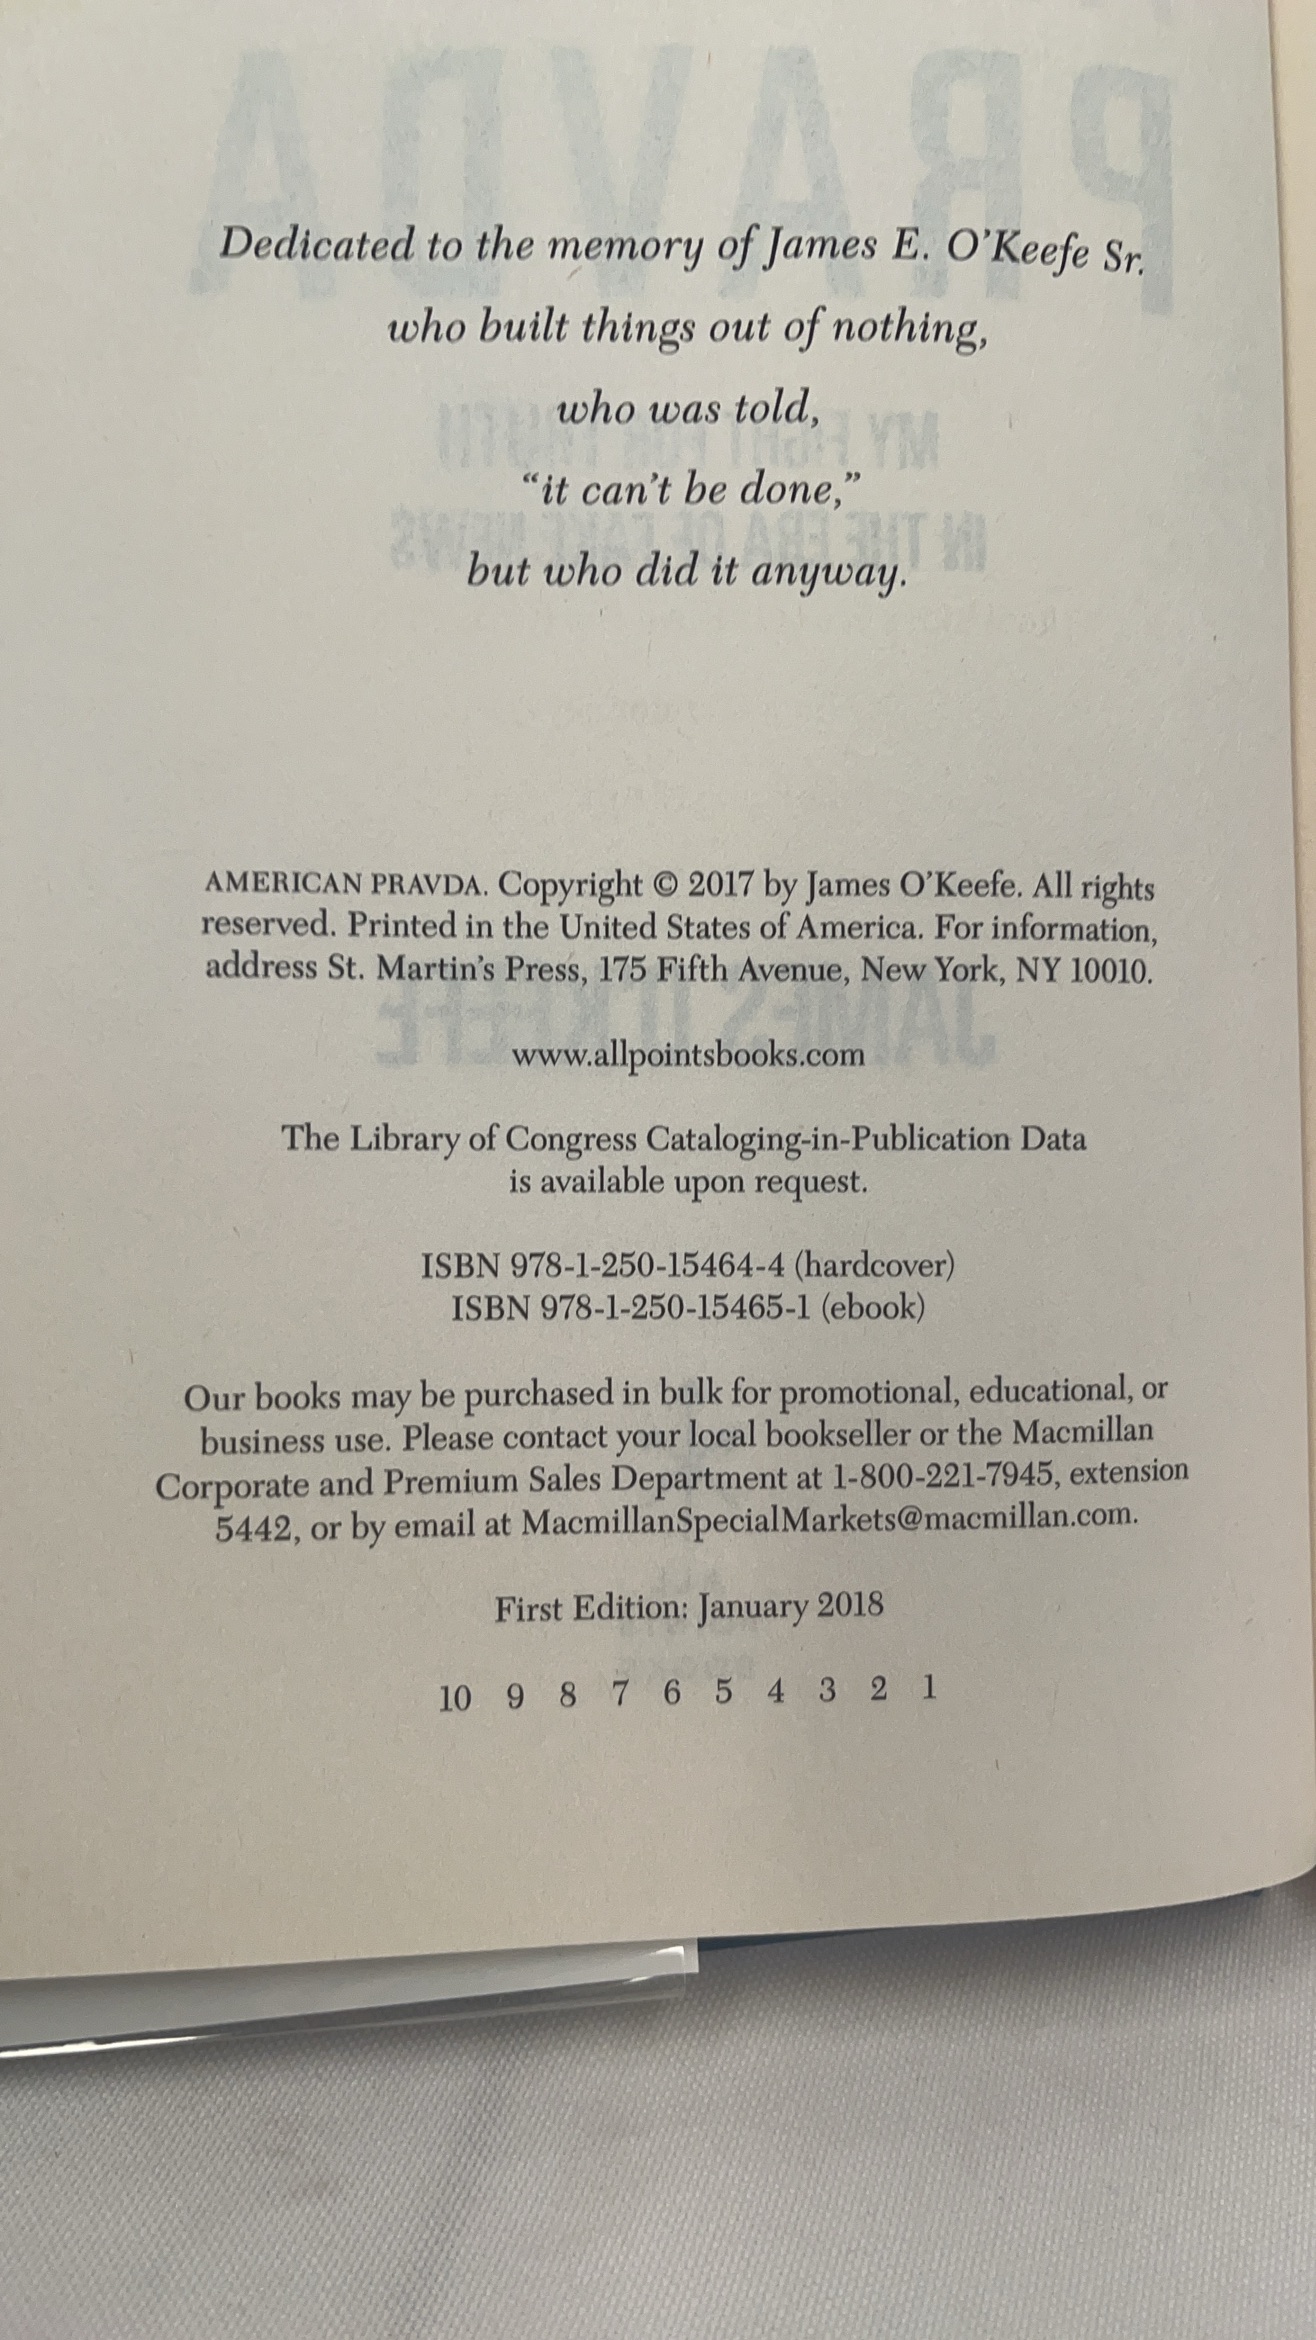 Dedicated to the memory of James E. O'Keefe Sr.
who built things out of nothing,
who was told,
“it can't be done,”
but who did it anyway.
AMERICAN PRAVDA. Copyright © 2017 by James O'Keefe. All rights
reserved. Printed in the United States of America. For information,
address St. Martin's Press, 175 Fifth Avenue, New York, NY 10010.
www.allpointsbooks.com
The Library of Congress Cataloging-in-Publication Data
is available upon request.
ISBN 978-1-250-15464-4 (hardcover)
ISBN 978-1-250-15465-1 (ebook)
Our books may be purchased in bulk for promotional, educational, or
business use. Please contact your local bookseller or the Macmillan
Corporate and Premium Sales Department at 1-800-221-7945, extension
5442, or by email at MacmillanSpecialMarkets@macmillan.com.
First Edition: January 2018
10 9 8 7 6 5 4 3 2 1